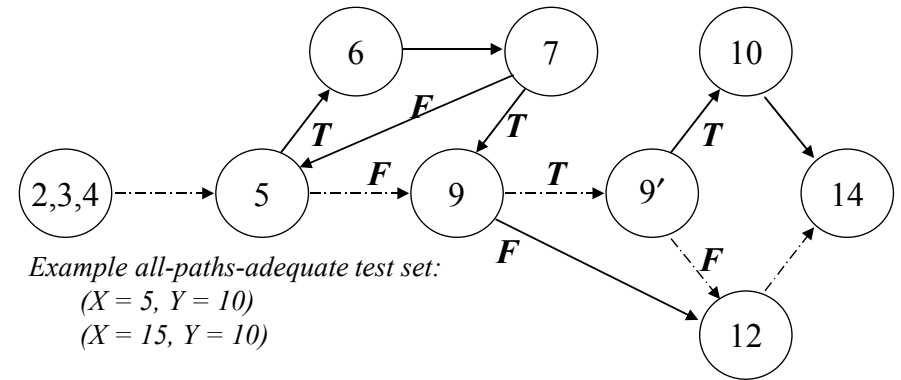 6
7
10
T
F
T
T
2,3,4
5
F
9
T
9′
14
F
F
Example all-paths-adequate test set:
(X = 5, Y = 10)
(X = 15, Y = 10)
12